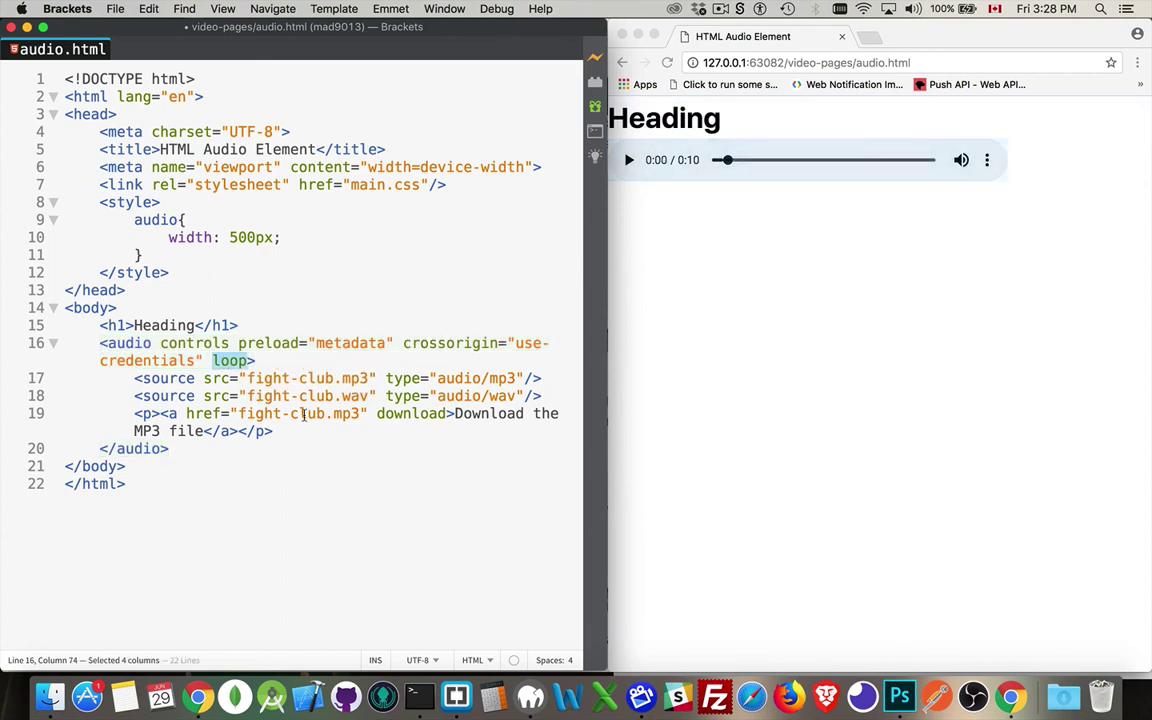 Brackets File Edit Find View Navigate Template Emmet Window Debug Help
100% Fri 3:28 PM
• video-pages/audio.html (mad9013) — Brackets
audio.html
1 <!DOCTYPE html>
2 <html lang="en">
3 <head>
4 <meta charset="UTF-8">
5 <title>HTML Audio Element</title>
6 <meta name="viewport" content="width=device-width">
7 <link rel="stylesheet" href="main.css"/>
8 <style>
9 audio{
10 width: 500px;
11 }
12 </style>
13 </head>
14 <body>
15 <h1>Heading</h1>
16 <audio controls preload="metadata" crossorigin="use-
credentials" loop>
17 <source src="fight-club.mp3" type="audio/mp3"/>
18 <source src="fight-club.wav" type="audio/wav"/>
19 <p><a href="fight-club.mp3" download>Download the
MP3 file</a></p>
20 </audio>
21 </body>
22 </html>
Line 16, Column 74 — Selected 4 columns — 22 Lines
INS UTF-8 HTML Spaces: 4
HTML Audio Element
127.0.0.1:63082/video-pages/audio.html
Apps Click to run some s... Web Notification Im... Push API - Web API... »
Heading
0:00 / 0:10
JUN
29
1
Ps